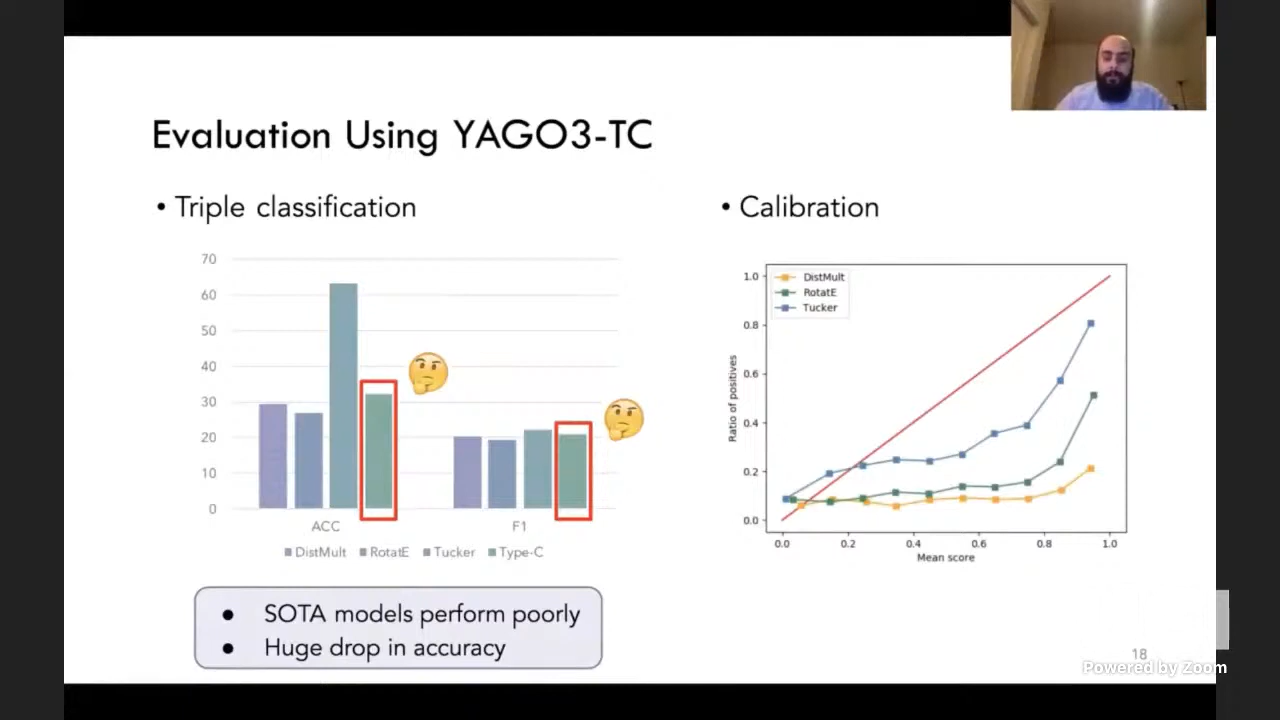 Evaluation Using YAGO3-TC
• Triple classification
70
60
50
40
30
20
10
0
ACC
F1
DistMult RotatE Tucker Type-C
• SOTA models perform poorly
• Huge drop in accuracy
• Calibration
DistMult
RotatE
Tucker
Ratio of positives
1.0
0.8
0.6
0.4
0.2
0.0
0.0 0.2 0.4 0.6 0.8 1.0
Mean score
18
Powered by Zoom